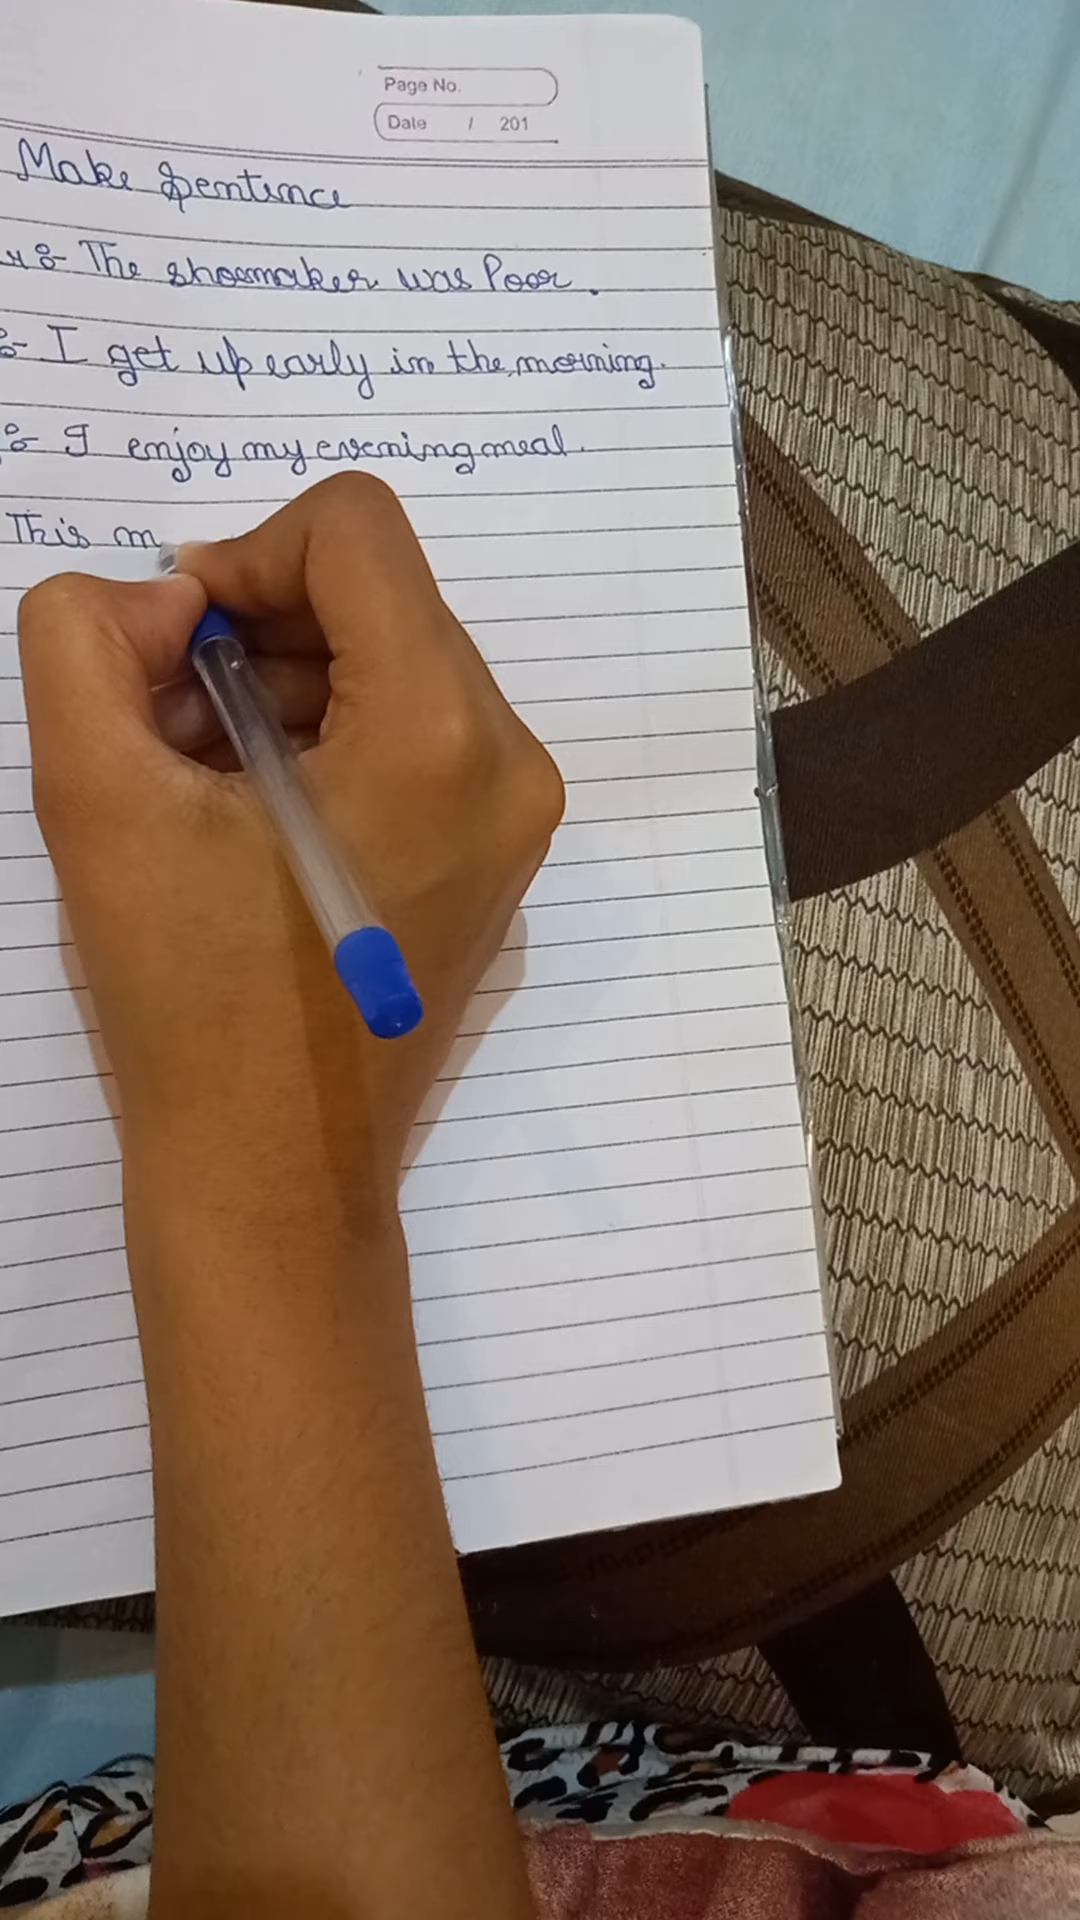 Page No.
Date / 201
Make Sentence
The shoemaker was Poor.
I get up early in the morning.
I enjoy my evening meal.
This m